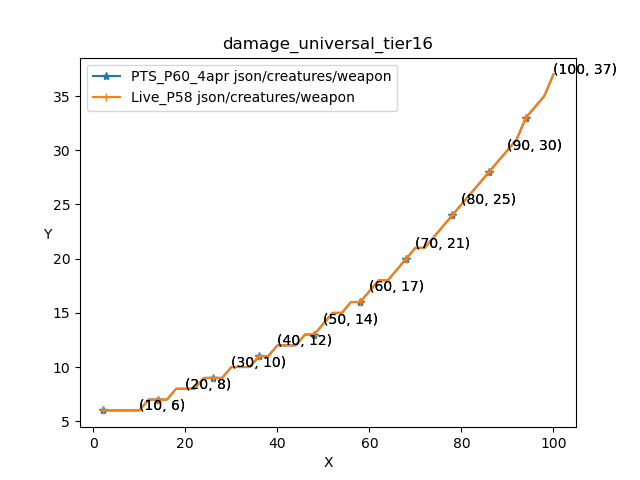 damage_universal_tier16
PTS_P60_4apr json/creatures/weapon
Live_P58 json/creatures/weapon
(100, 37)
35
(90, 30)
30
(80, 25)
25
Y
(70, 21)
20
(60, 17)
15
(50, 14)
(40, 12)
10
(30, 10)
(20, 8)
(10, 6)
5
0 20 40 60 80 100
X